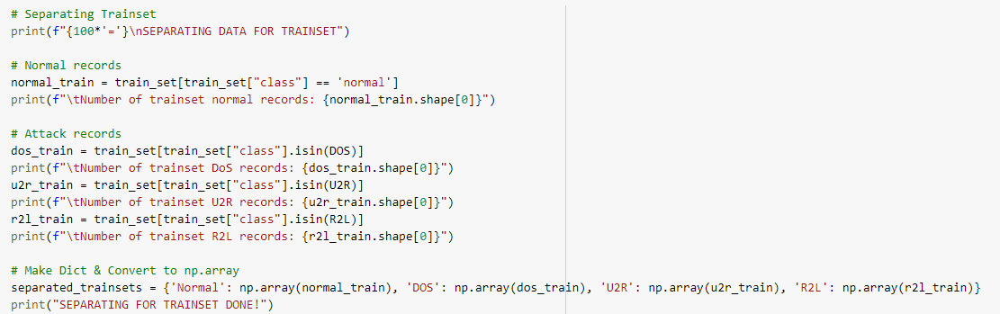 # Separating Trainset
print(f"{100*'='}\nSEPARATING DATA FOR TRAINSET")
# Normal records
normal_train = train_set[train_set["class"] == 'normal']
print(f"\tNumber of trainset normal records: {normal_train.shape[0]}")
# Attack records
dos_train = train_set[train_set["class"].isin(DOS)]
print(f"\tNumber of trainset DoS records: {dos_train.shape[0]}")
u2r_train = train_set[train_set["class"].isin(U2R)]
print(f"\tNumber of trainset U2R records: {u2r_train.shape[0]}")
r2l_train = train_set[train_set["class"].isin(R2L)]
print(f"\tNumber of trainset R2L records: {r2l_train.shape[0]}")
# Make Dict & Convert to np.array
separated_trainsets = {'Normal': np.array(normal_train), 'DOS': np.array(dos_train), 'U2R': np.array(u2r_train), 'R2L': np.array(r2l_train)}
print("SEPARATING FOR TRAINSET DONE!")